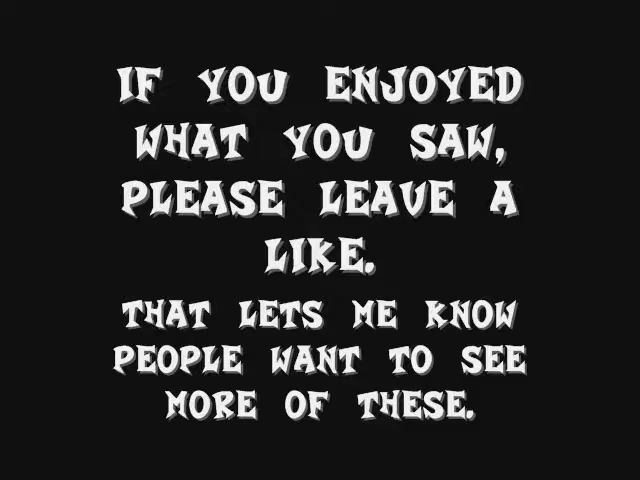 IF YOU ENJOYED
WHAT YOU SAW,
PLEASE LEAVE A
LIKE.
THAT LETS ME KNOW
PEOPLE WANT TO SEE
MORE OF THESE.